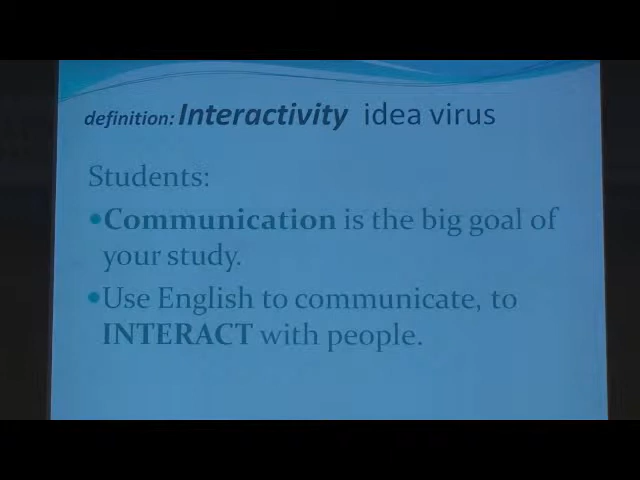 definition: Interactivity idea virus
Students:
•Communication is the big goal of
your study.
•Use English to communicate, to
INTERACT with people.